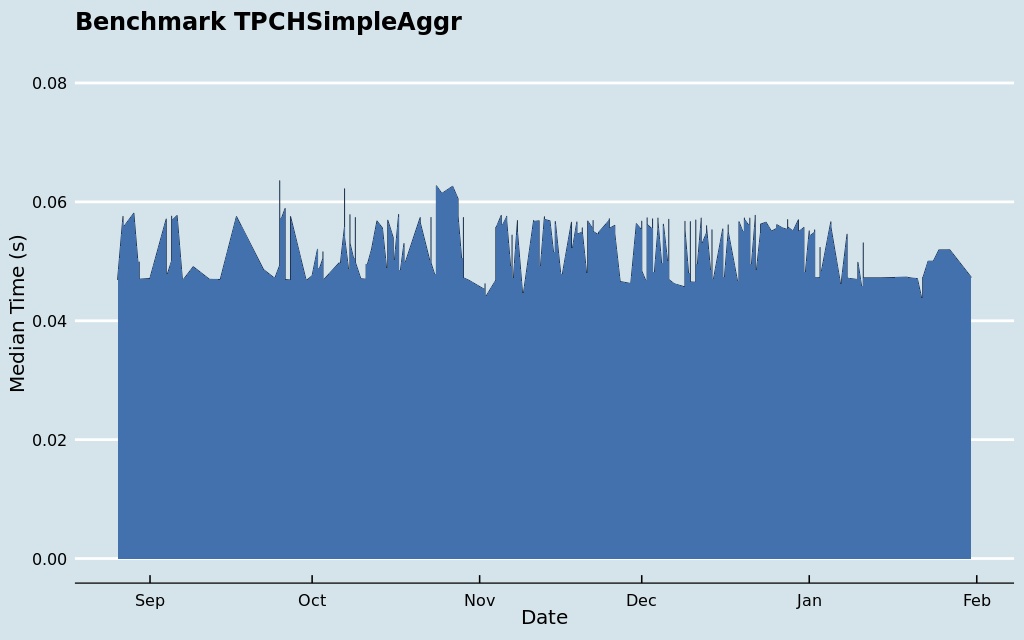 Benchmark TPCHSimpleAggr
Median Time (s)
0.08
0.06
0.04
0.02
0.00
Sep Oct Nov Dec Jan Feb
Date